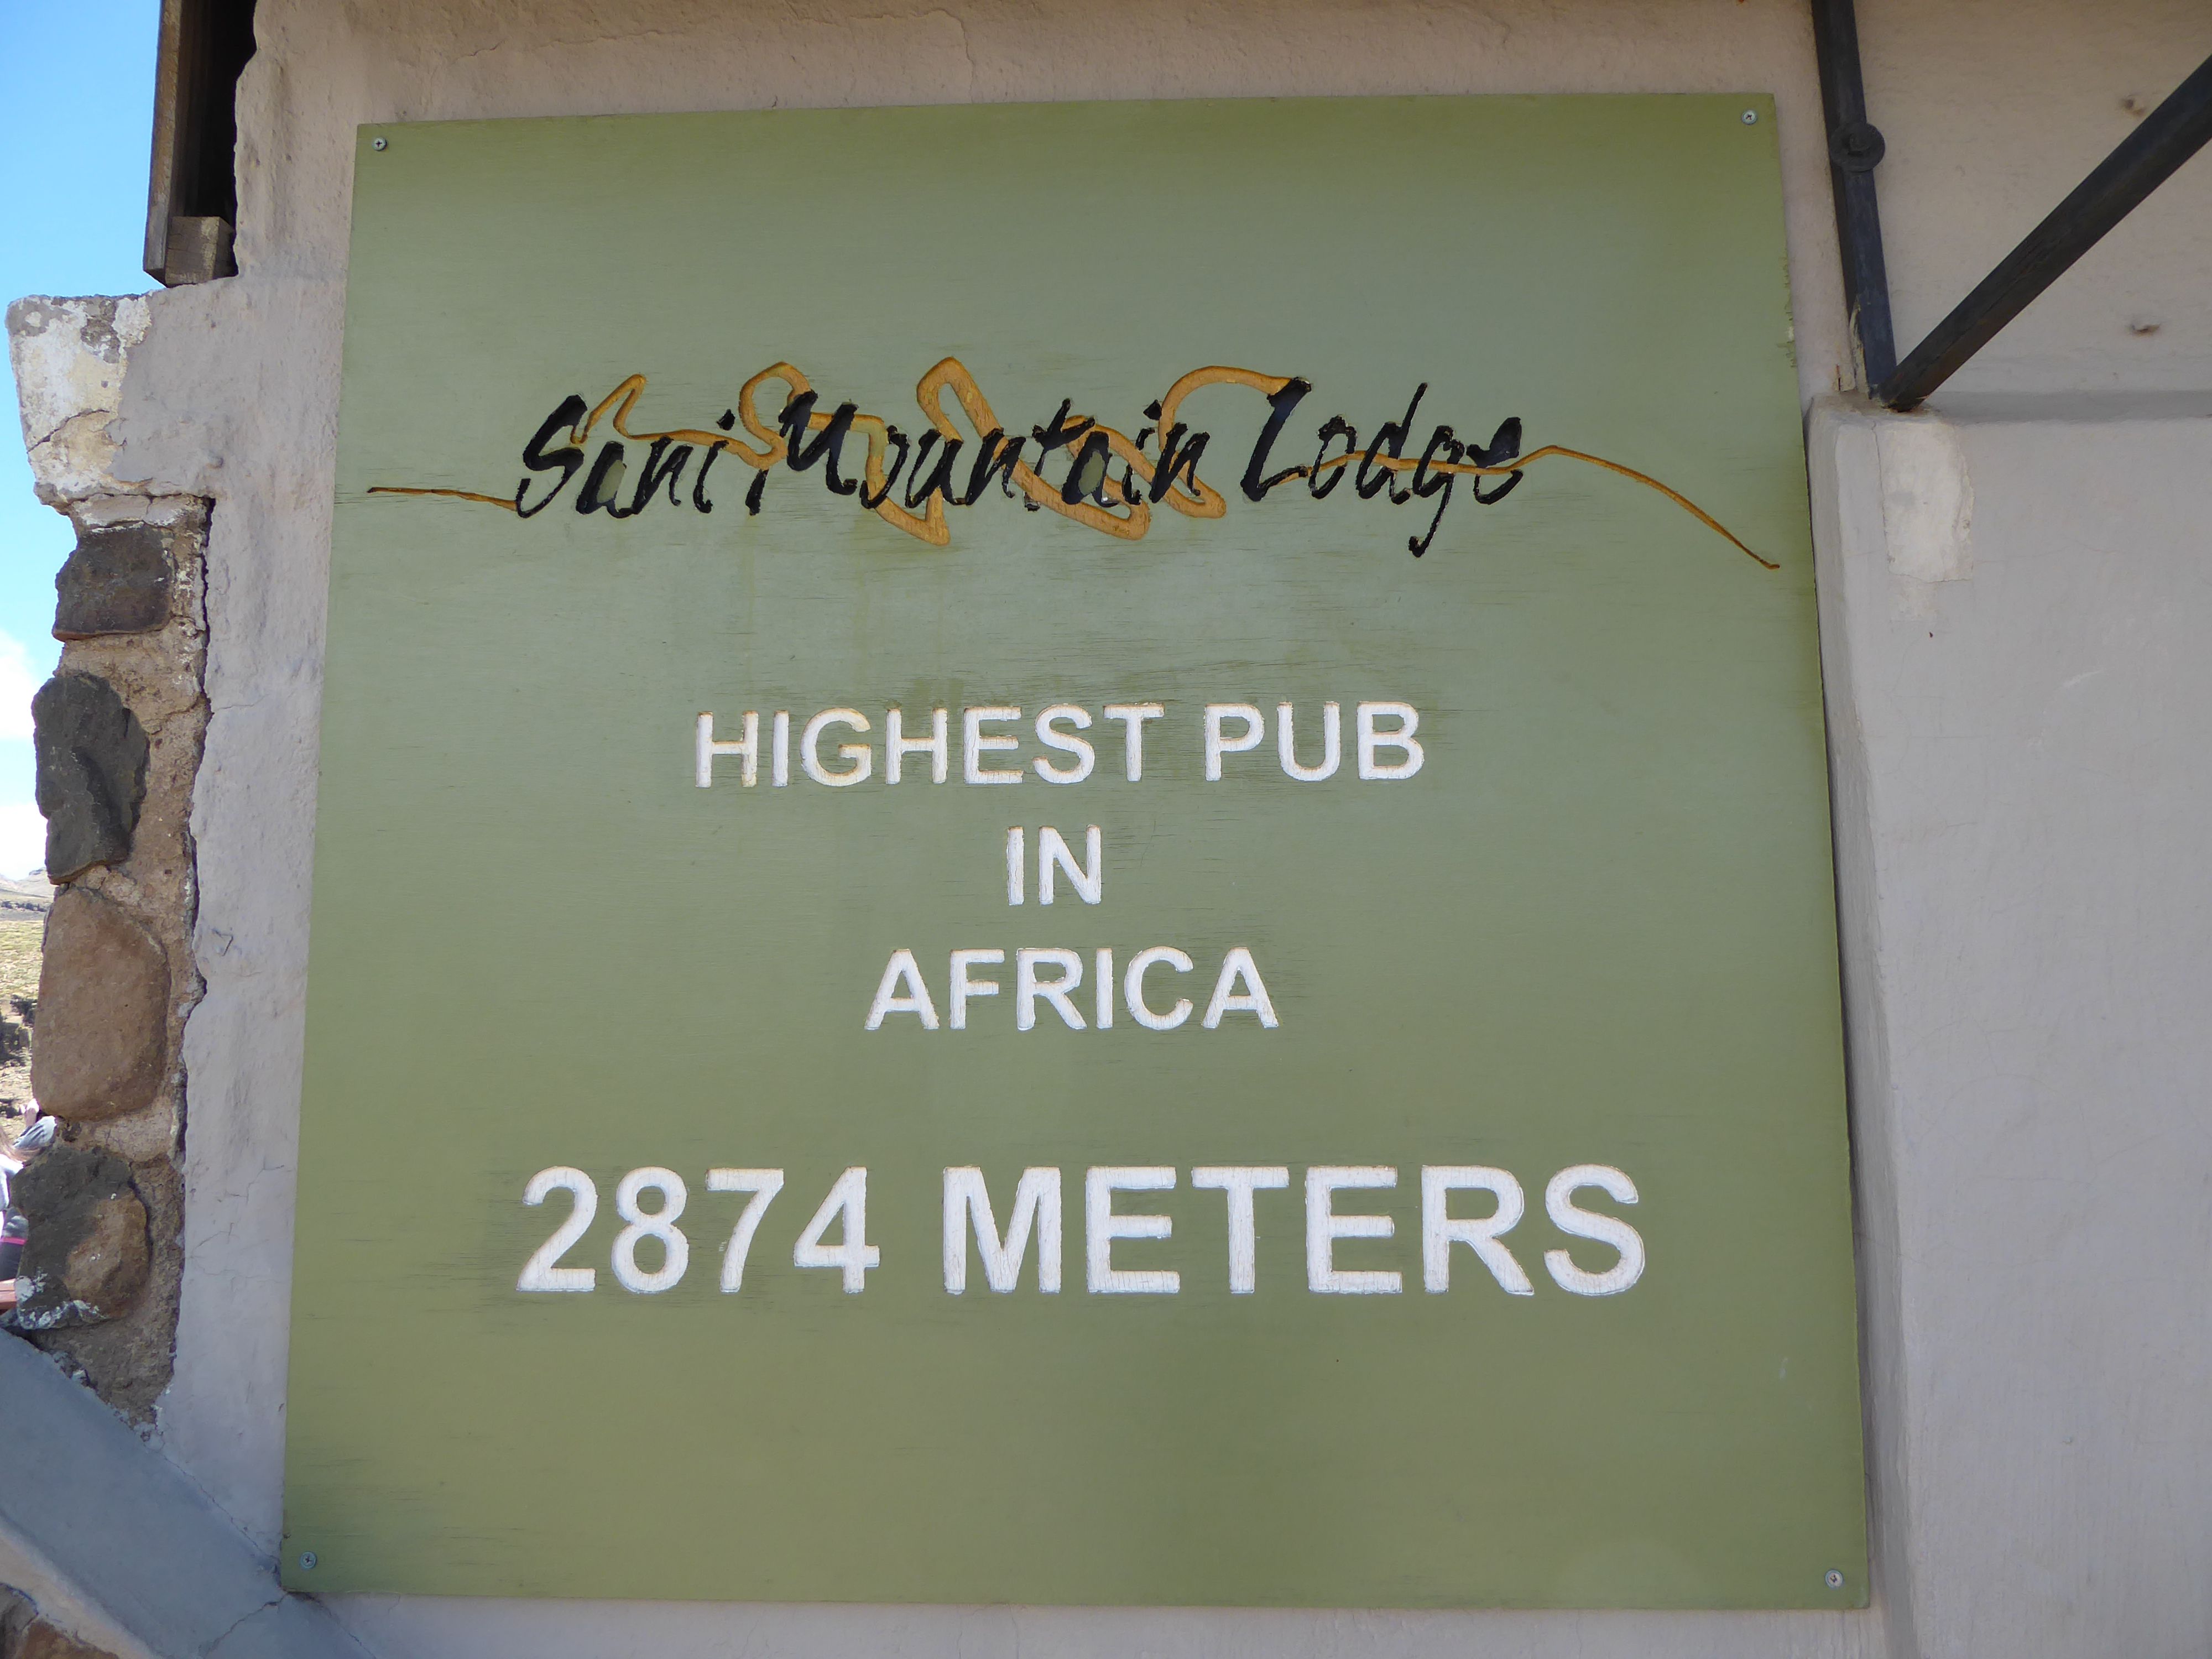 Sani Mountain Lodge
HIGHEST PUB
IN
AFRICA
2874 METERS